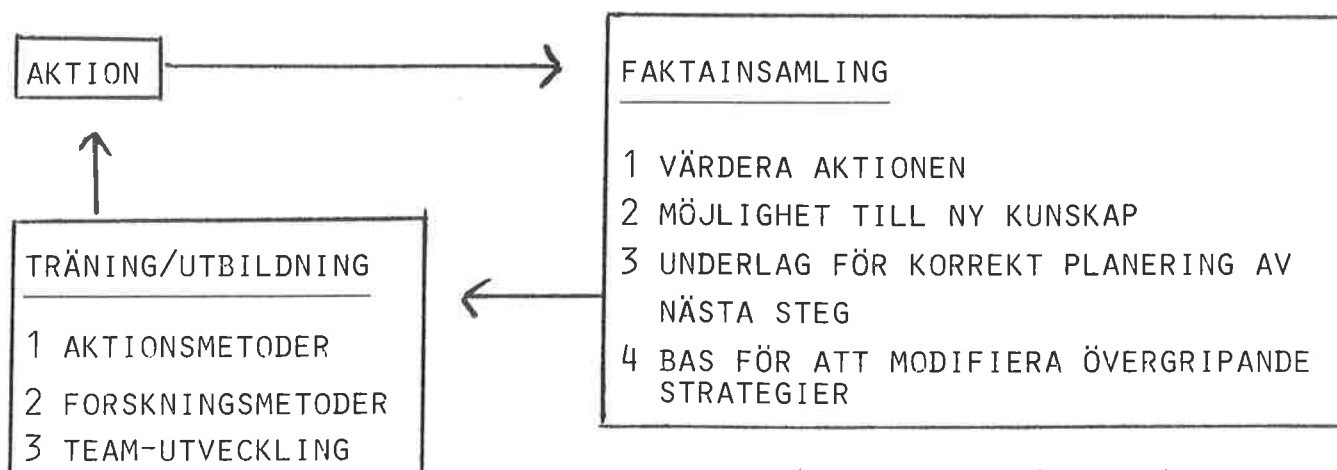 AKTION
FAKTAINSAMLING
1 VÄRDERA AKTIONEN
2 MÖJLIGHET TILL NY KUNSKAP
3 UNDERLAG FÖR KORREKT PLANERING AV
NÄSTA STEG
4 BAS FÖR ATT MODIFIERA ÖVERGRIPANDE
STRATEGIER
TRÄNING/UTBILDNING
1 AKTIONSMETODER
2 FORSKNINGSMETODER
3 TEAM-UTVECKLING